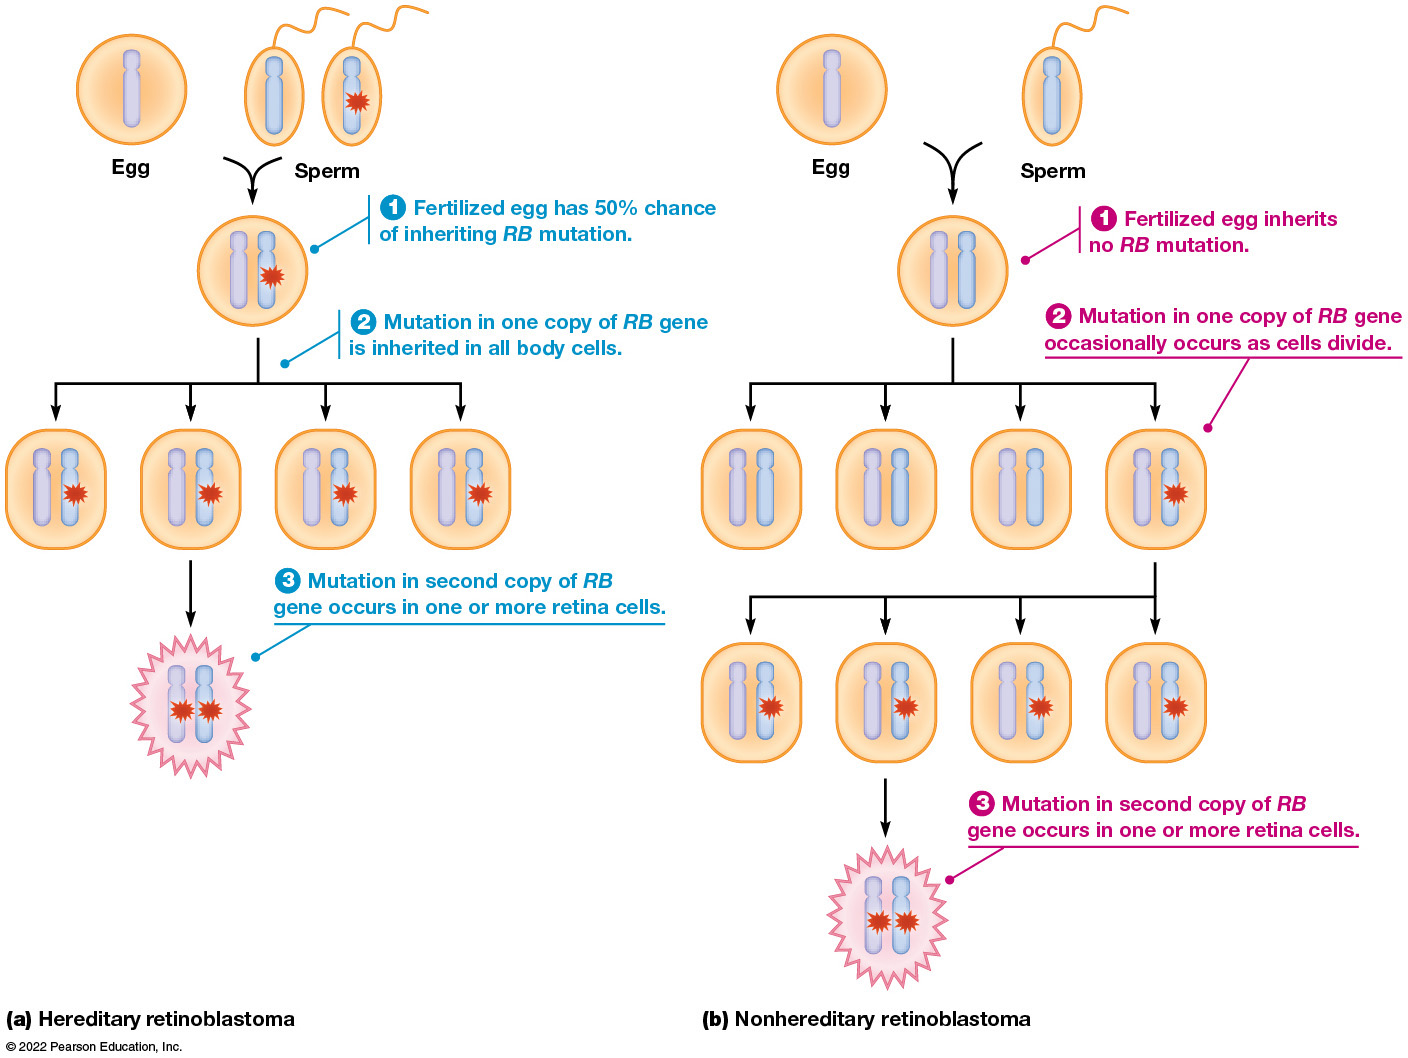 Egg
Sperm
1 Fertilized egg has 50% chance
of inheriting RB mutation.
2 Mutation in one copy of RB gene
is inherited in all body cells.
3 Mutation in second copy of RB
gene occurs in one or more retina cells.
(a) Hereditary retinoblastoma
© 2022 Pearson Education, Inc.
Egg
Sperm
1 Fertilized egg inherits
no RB mutation.
2 Mutation in one copy of RB gene
occasionally occurs as cells divide.
3 Mutation in second copy of RB
gene occurs in one or more retina cells.
(b) Nonhereditary retinoblastoma